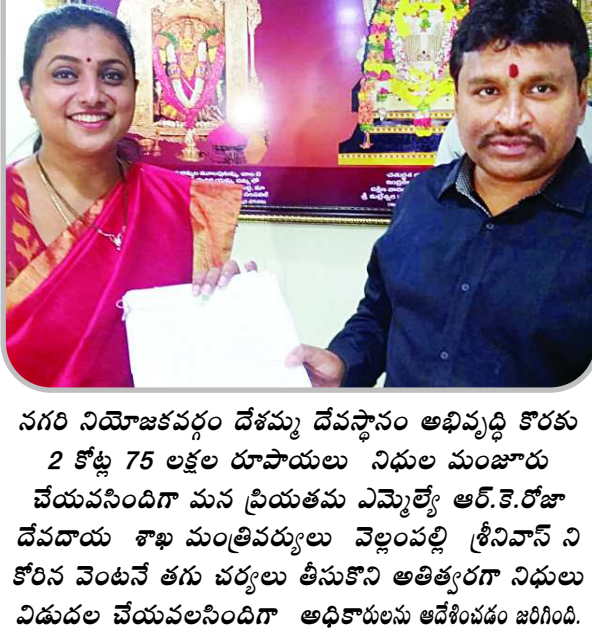 నగరి నియోజకవర్గం దేశమ్మ దేవస్థానం అభివృద్ధి కొరకు
2 కోట్ల 75 లక్షల రూపాయలు నిధుల మంజూరు
చేయవసిందిగా మన ప్రియతమ ఎమ్మెల్యే ఆర్.కె.రోజా
దేవదాయ శాఖ మంత్రివర్యులు వెల్లంపల్లి శ్రీనివాస్ ని
కోరిన వెంటనే తగు చర్యలు తీసుకొని అతిత్వరగా నిధులు
విడుదల చేయవలసిందిగా అధికారులను ఆదేశించడం జరిగింది.